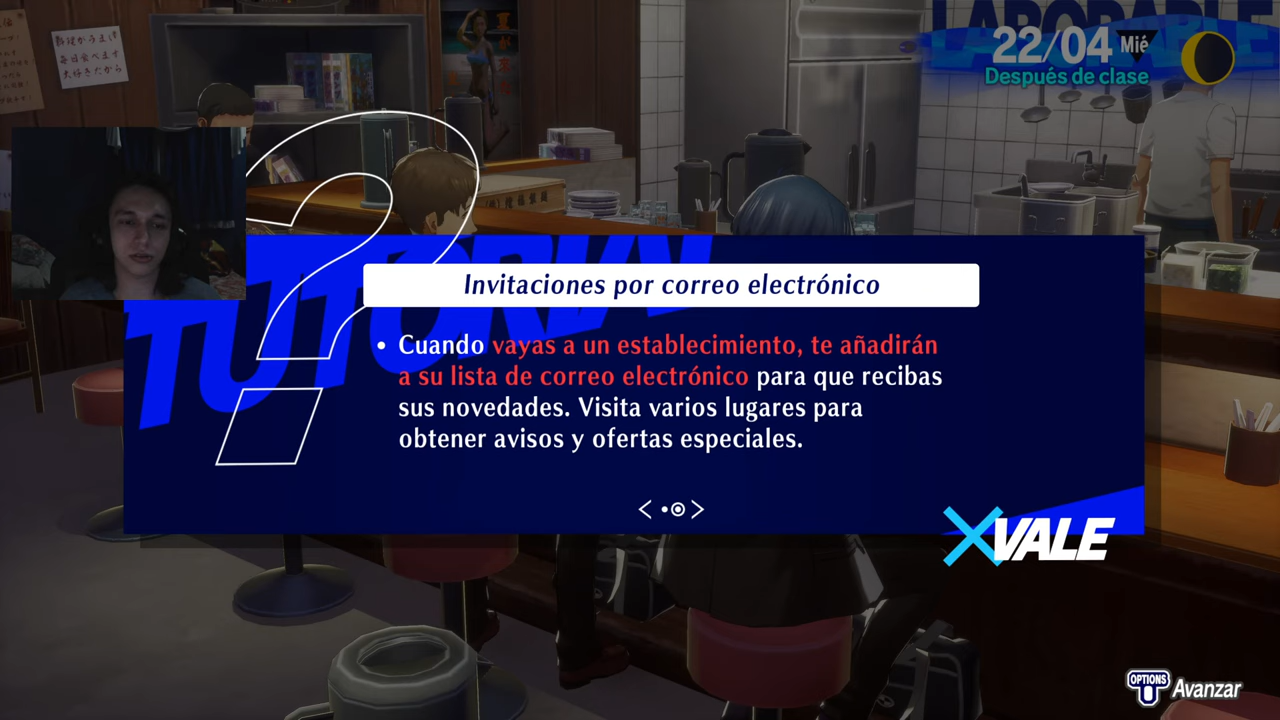 LABORABLE
22/04 Mié
Después de clase
TUTORIAL
Invitaciones por correo electrónico
• Cuando vayas a un establecimiento, te añadirán
a su lista de correo electrónico para que recibas
sus novedades. Visita varios lugares para
obtener avisos y ofertas especiales.
VALE
OPTIONS Avanzar